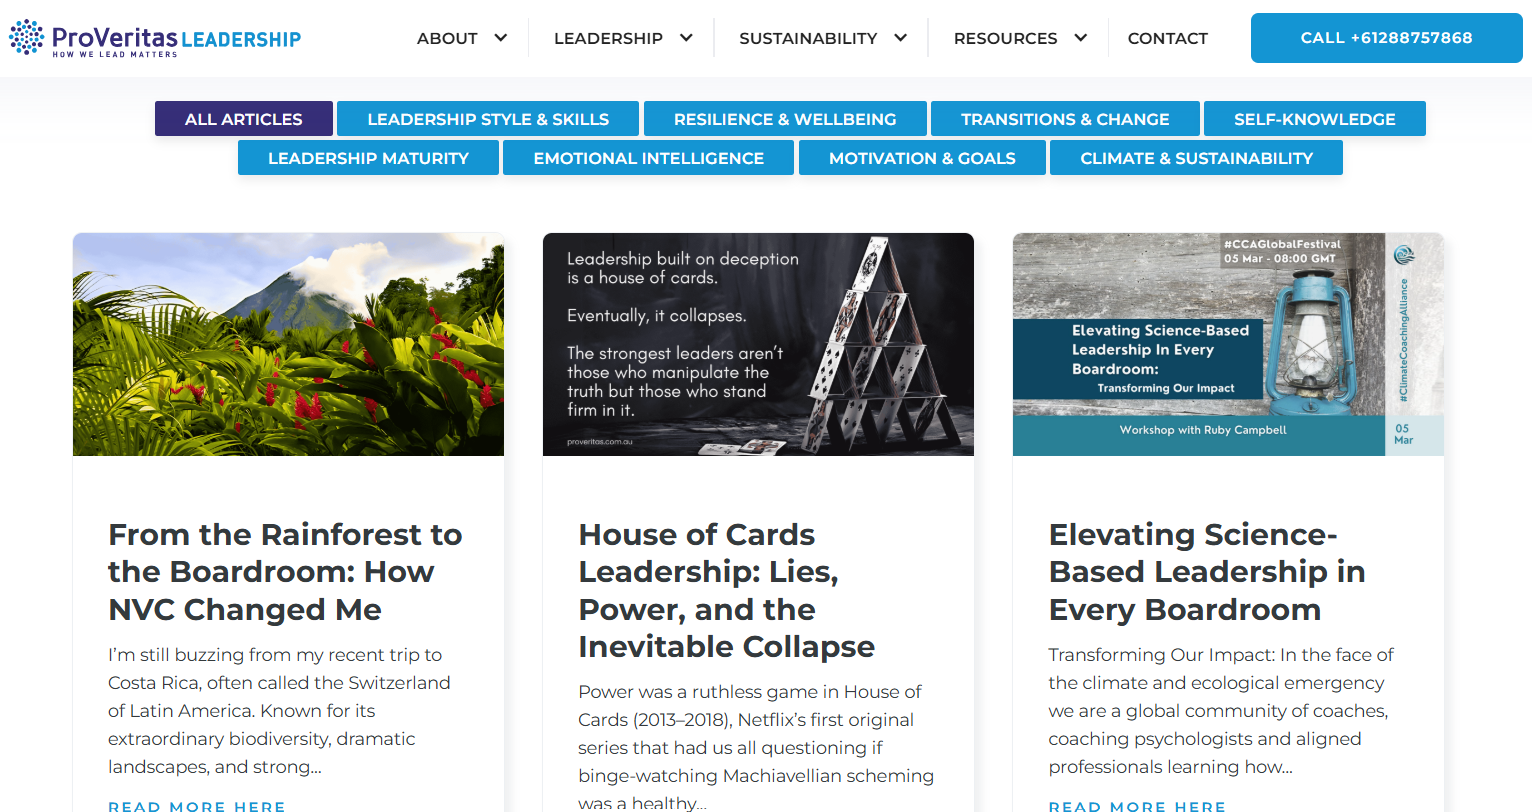 ProVeritas LEADERSHIP
HOW WE LEAD MATTERS
ABOUT
LEADERSHIP
SUSTAINABILITY
RESOURCES
CONTACT
CALL +61288757868
ALL ARTICLES
LEADERSHIP STYLE & SKILLS
RESILIENCE & WELLBEING
TRANSITIONS & CHANGE
SELF-KNOWLEDGE
LEADERSHIP MATURITY
EMOTIONAL INTELLIGENCE
MOTIVATION & GOALS
CLIMATE & SUSTAINABILITY
From the Rainforest to
the Boardroom: How
NVC Changed Me
I’m still buzzing from my recent trip to
Costa Rica, often called the Switzerland
of Latin America. Known for its
extraordinary biodiversity, dramatic
landscapes, and strong...
READ MORE HERE
Leadership built on deception
is a house of cards.
Eventually, it collapses.
The strongest leaders aren’t
those who manipulate the
truth but those who stand
firm in it.
proveritas.com.au
House of Cards
Leadership: Lies,
Power, and the
Inevitable Collapse
Power was a ruthless game in House of
Cards (2013–2018), Netflix’s first original
series that had us all questioning if
binge-watching Machiavellian scheming
was a healthy...
#CCAGlobalFestival
05 Mar - 08:00 GMT
Elevating Science-Based
Leadership In Every
Boardroom:
Transforming Our Impact
Workshop with Ruby Campbell
#ClimateCoachingAlliance
05
Mar
Elevating Science-
Based Leadership in
Every Boardroom
Transforming Our Impact: In the face of
the climate and ecological emergency
we are a global community of coaches,
coaching psychologists and aligned
professionals learning how...
READ MORE HERE